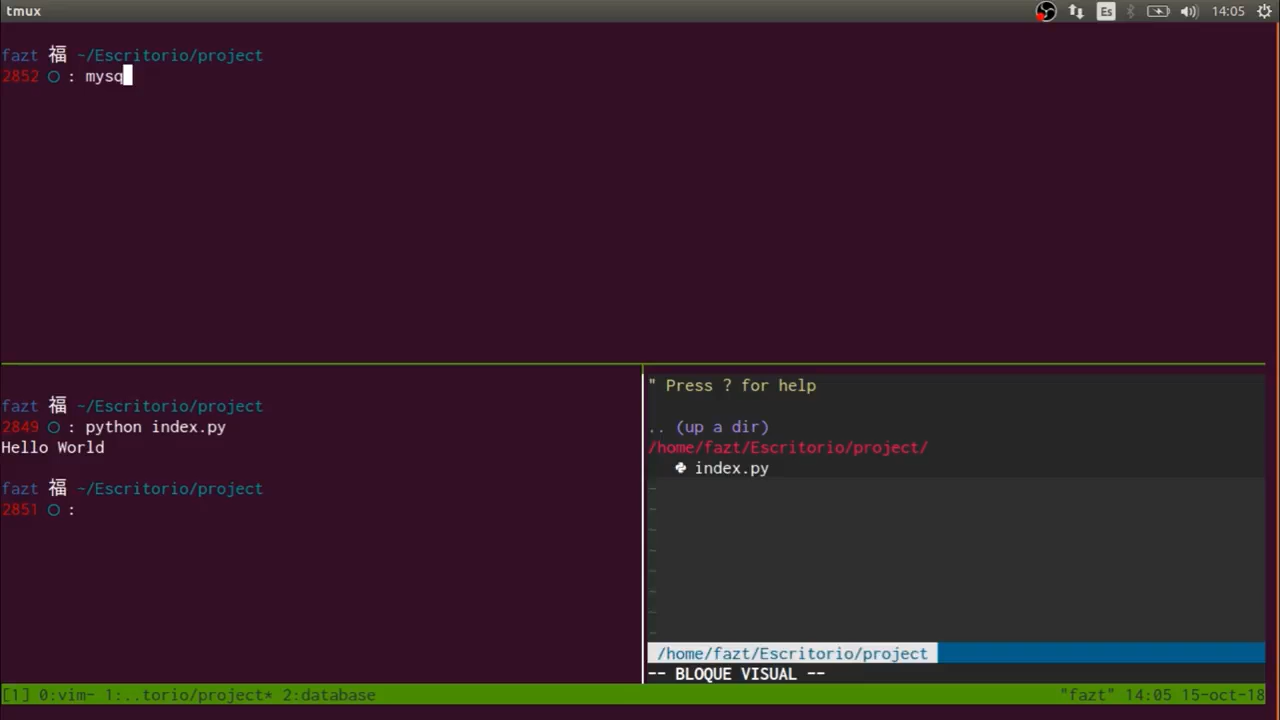 tmux
Es
14:05
fazt 福 ~/Escritorio/project
2852 ○ : mysq
fazt 福 ~/Escritorio/project
2849 ○ : python index.py
Hello World
fazt 福 ~/Escritorio/project
2851 ○ :
" Press ? for help
.. (up a dir)
/home/fazt/Escritorio/project/
index.py
~
~
~
~
~
~
~
~
/home/fazt/Escritorio/project
-- BLOQUE VISUAL --
[1] 0:vim- 1:..torio/project* 2:database
"fazt" 14:05 15-oct-18